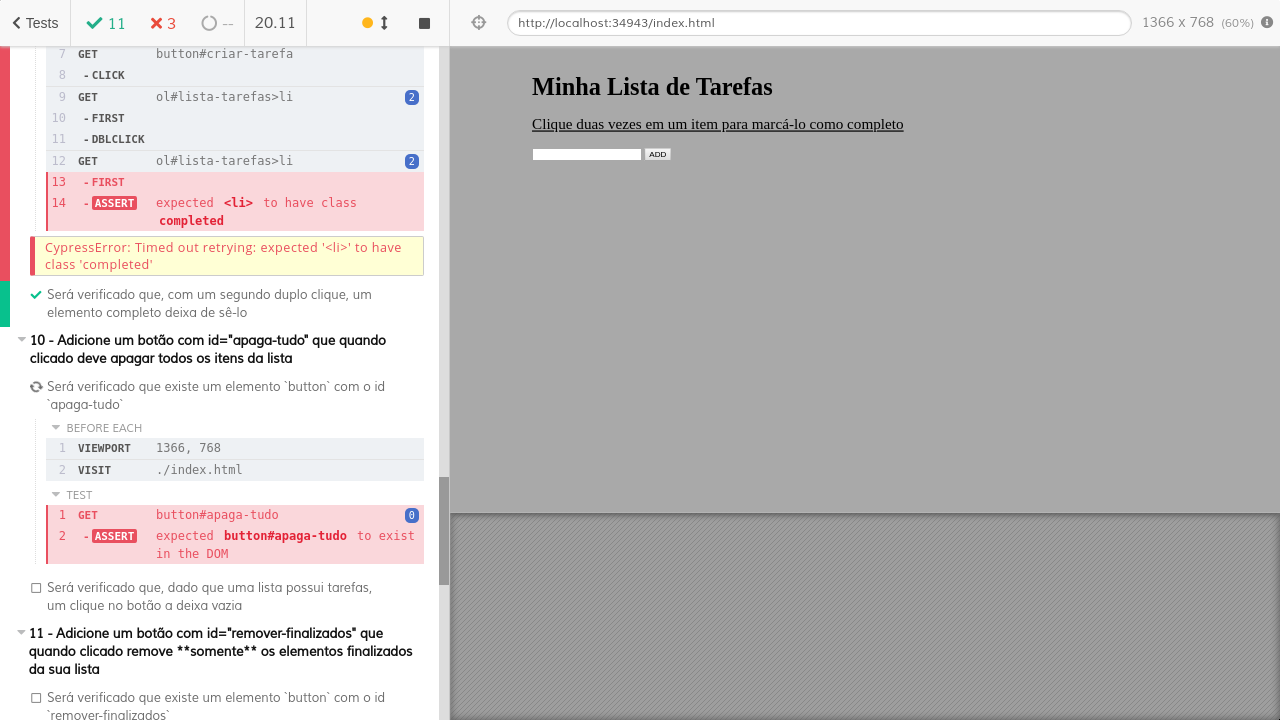 Tests 11 3 -- 20.11
http://localhost:34943/index.html
1366 x 768 (60%)
7 GET button#criar-tarefa
8 - CLICK
9 GET ol#lista-tarefas>li 2
10 - FIRST
11 - DBLCLICK
12 GET ol#lista-tarefas>li 2
13 - FIRST
14 - ASSERT expected <li> to have class
completed
CypressError: Timed out retrying: expected '<li>' to have
class 'completed'
Será verificado que, com um segundo duplo clique, um
elemento completo deixa de sê-lo
10 - Adicione um botão com id="apaga-tudo" que quando
clicado deve apagar todos os itens da lista
Será verificado que existe um elemento `button` com o id
`apaga-tudo`
BEFORE EACH
1 VIEWPORT 1366, 768
2 VISIT ./index.html
TEST
1 GET button#apaga-tudo 0
2 - ASSERT expected button#apaga-tudo to exist
in the DOM
Será verificado que, dado que uma lista possui tarefas,
um clique no botão a deixa vazia
11 - Adicione um botão com id="remover-finalizados" que
quando clicado remove **somente** os elementos finalizados
da sua lista
Será verificado que existe um elemento `button` com o id
`remover-finalizados`
Minha Lista de Tarefas
Clique duas vezes em um item para marcá-lo como completo
ADD